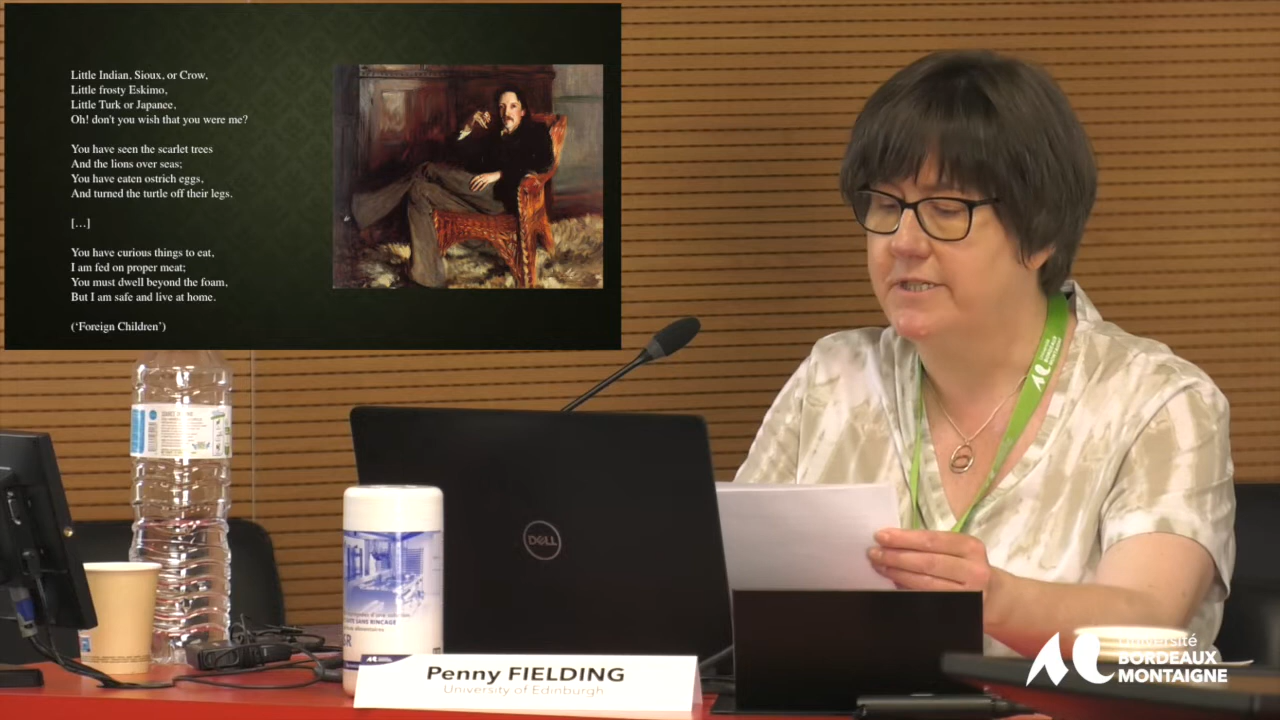 Little Indian, Sioux, or Crow,
Little frosty Eskimo,
Little Turk or Japanee,
Oh! don't you wish that you were me?
You have seen the scarlet trees
And the lions over seas;
You have eaten ostrich eggs,
And turned the turtle off their legs.
[...]
You have curious things to eat,
I am fed on proper meat;
You must dwell beyond the foam,
But I am safe and live at home.
('Foreign Children')
DELL
SANS RINCAGE
Penny FIELDING
University of Edinburgh
BORDEAUX MONTAIGNE
Université
BORDEAUX
MONTAIGNE